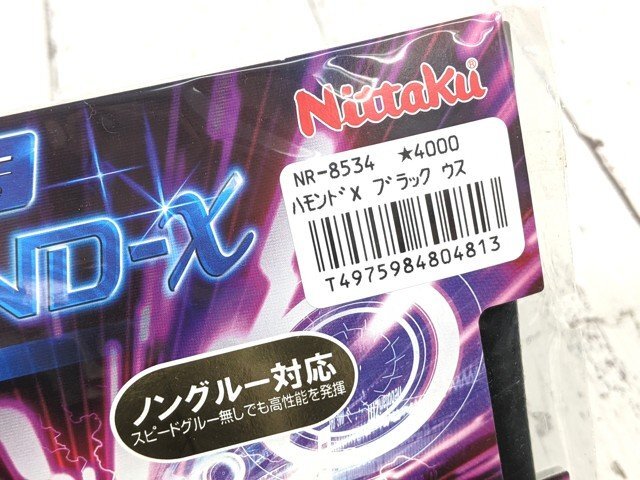 Nittaku®
NR-8534 ★4000
ﾊﾓﾝﾄﾞX ﾌﾞﾗｯｸ ｳｽ
T4975984804813
ND-X
ノングルー対応
スピードグルー無しでも高性能を発揮